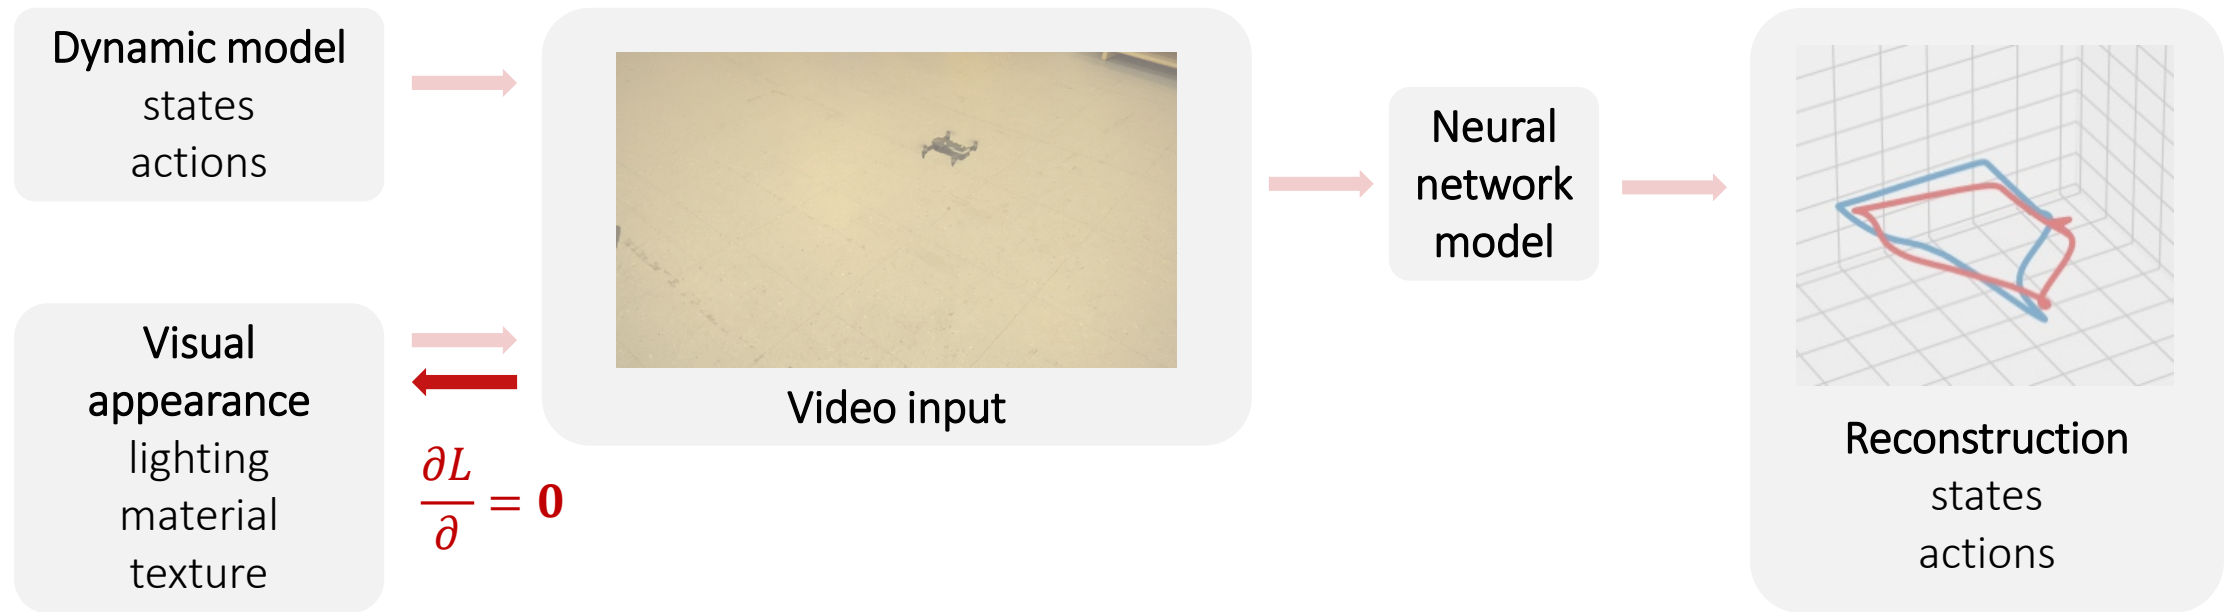 Dynamic model
states
actions
Visual
appearance
lighting
material
texture
∂L
∂
= 0
Video input
Neural
network
model
Reconstruction
states
actions